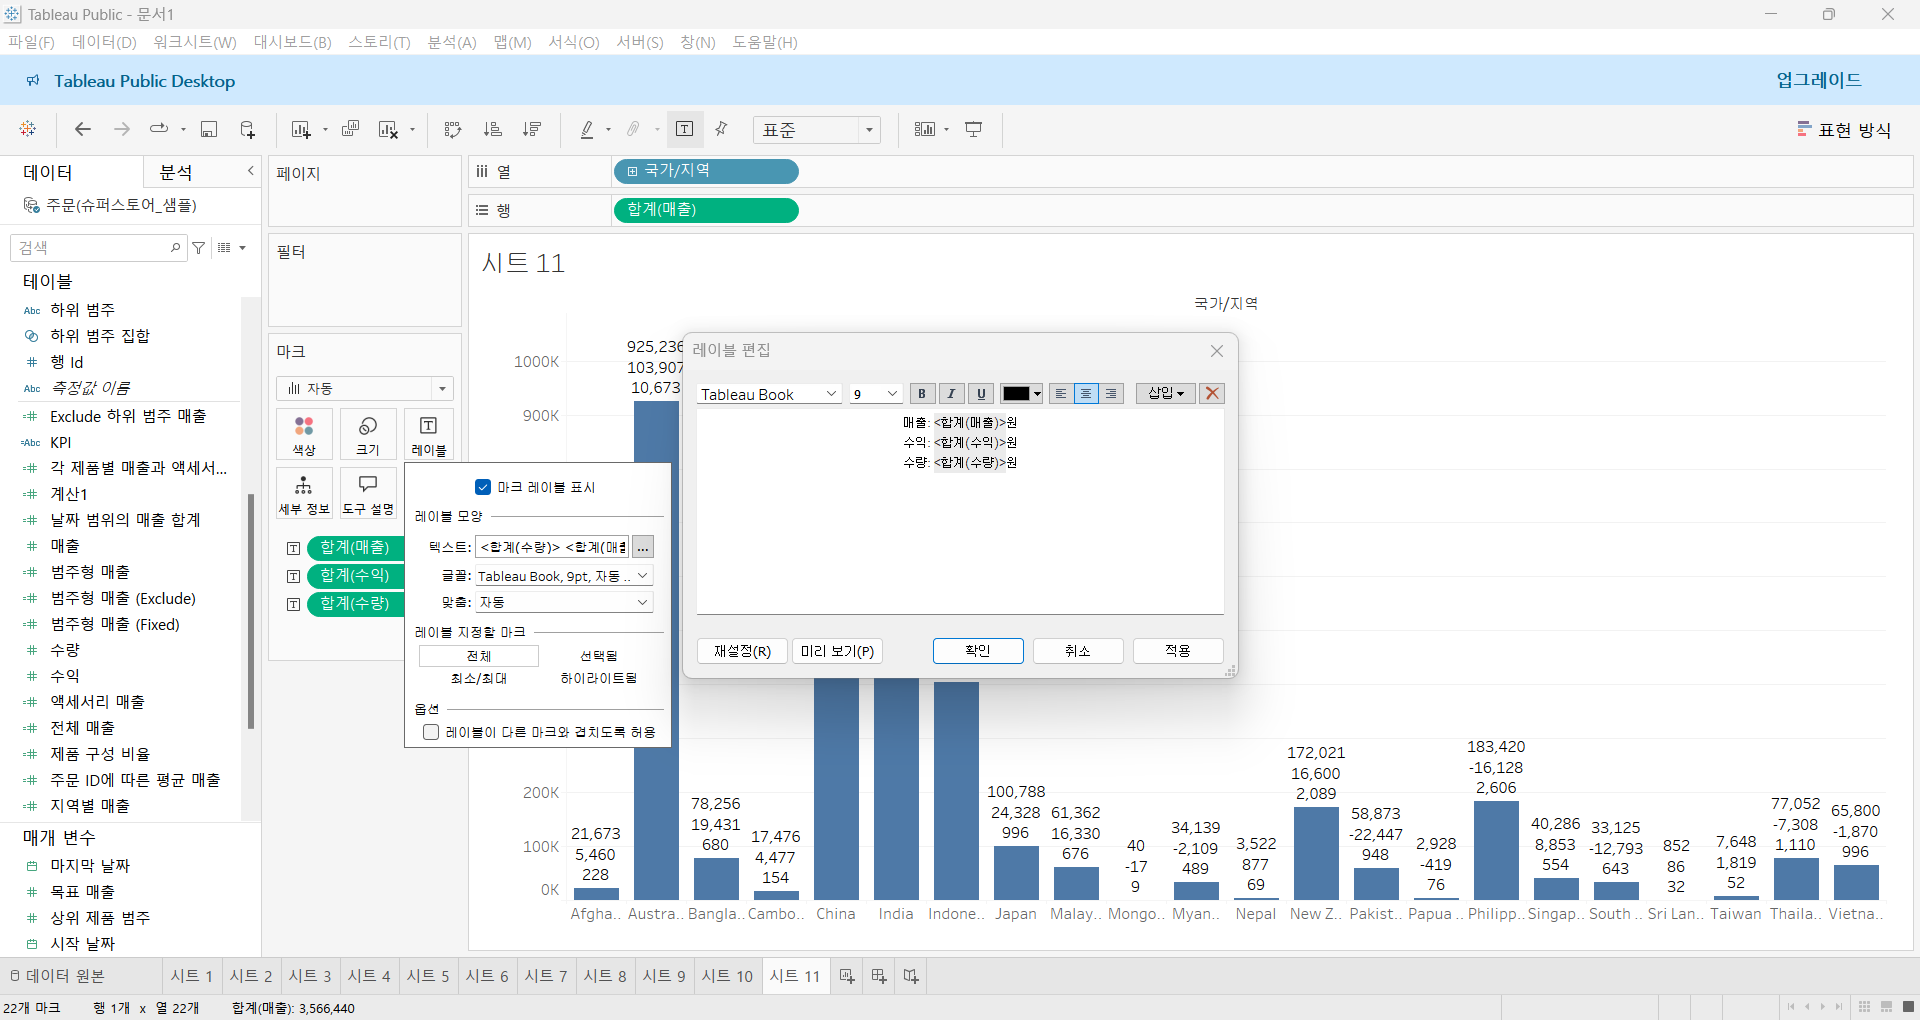 Tableau Public - 문서1
파일(F) 데이터(D) 워크시트(W) 대시보드(B) 스토리(T) 분석(A) 맵(M) 서식(O) 서버(S) 창(N) 도움말(H)
Tableau Public Desktop 업그레이드
표준 표현 방식
데이터 분석
주문(슈퍼스토어_샘플)
검색
테이블
Abc 하위 범주
하위 범주 집합
행 Id
Abc 측정값 이름
Exclude 하위 범주 매출
Abc KPI
각 제품별 매출과 액세서...
계산1
날짜 범위의 매출 합계
매출
범주형 매출
범주형 매출 (Exclude)
범주형 매출 (Fixed)
수량
수익
액세서리 매출
전체 매출
제품 구성 비율
주문 ID에 따른 평균 매출
지역별 매출
매개 변수
마지막 날짜
목표 매출
상위 제품 범주
시작 날짜
페이지
필터
마크
자동
색상 크기 레이블
세부 정보 도구 설명
합계(매출)
합계(수익)
합계(수량)
마크 레이블 표시
레이블 모양
텍스트: <합계(수량)> <합계(매출 ...
글꼴: Tableau Book, 9pt, 자동 ..
맞춤: 자동
레이블 지정할 마크
전체 선택됨
최소/최대 하이라이트됨
옵션
레이블이 다른 마크와 겹치도록 허용
열 국가/지역
행 합계(매출)
시트 11
국가/지역
1000K
900K
200K
100K
0K
925,236
103,907
10,673
레이블 편집
Tableau Book 9 B I U 삽입
매출: <합계(매출)>원
수익: <합계(수익)>원
수량: <합계(수량)>원
재설정(R) 미리 보기(P) 확인 취소 적용
21,673
5,460
228
78,256
19,431
680
17,476
4,477
154
100,788
24,328
996
61,362
16,330
676
40
-17
9
34,139
-2,109
489
3,522
877
69
172,021
16,600
2,089
58,873
-22,447
948
2,928
-419
76
183,420
-16,128
2,606
40,286
8,853
554
33,125
-12,793
643
852
86
32
7,648
1,819
52
77,052
-7,308
1,110
65,800
-1,870
996
Afgha.. Austra.. Bangla.. Cambo.. China India Indone.. Japan Malay.. Mongo.. Myan.. Nepal New Z.. Pakist.. Papua .. Philipp.. Singap.. South .. Sri Lan.. Taiwan Thaila.. Vietna..
데이터 원본 시트 1 시트 2 시트 3 시트 4 시트 5 시트 6 시트 7 시트 8 시트 9 시트 10 시트 11
22개 마크 행 1개 x 열 22개 합계(매출): 3,566,440